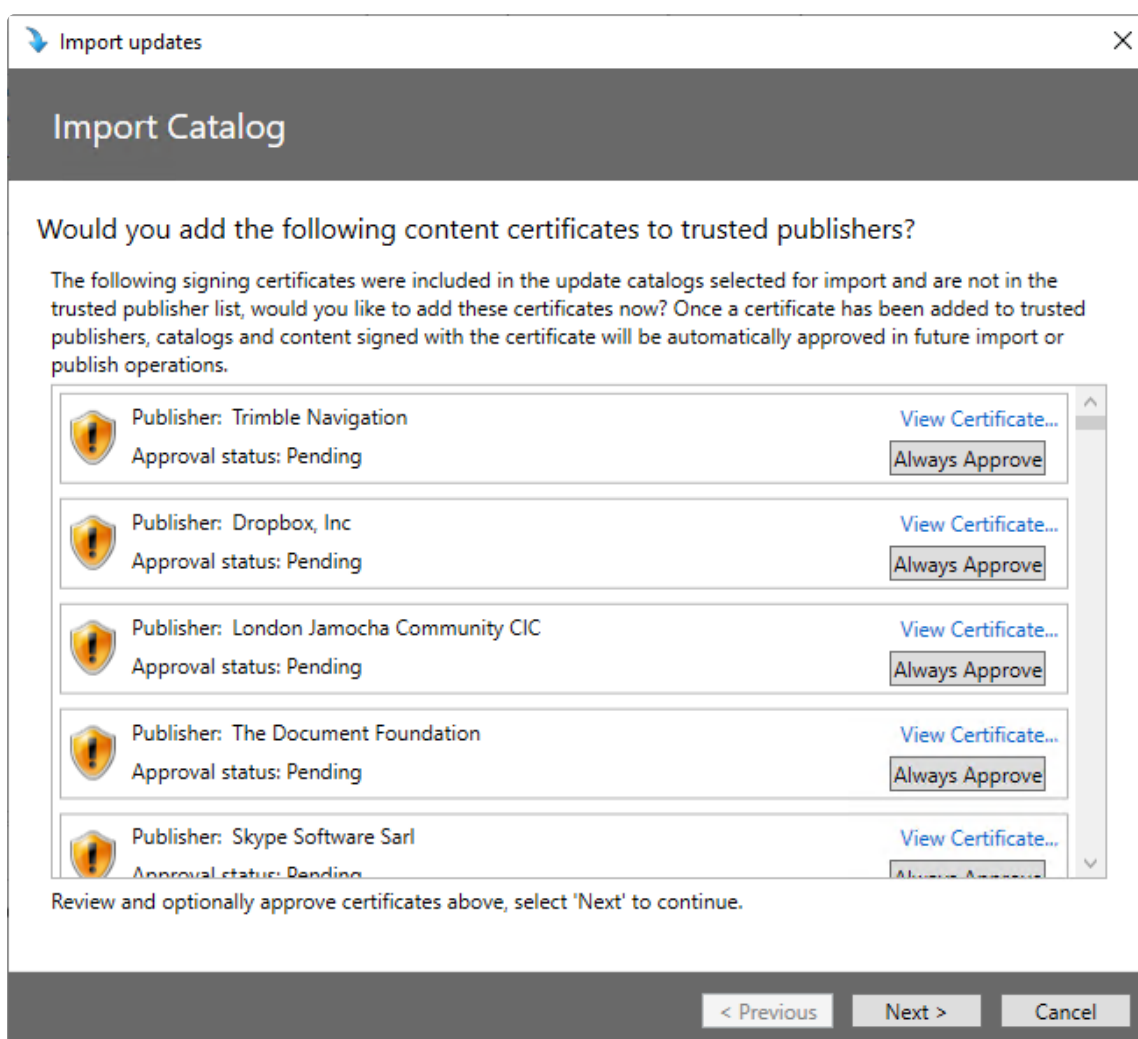 Import updates
Import Catalog
Would you add the following content certificates to trusted publishers?
The following signing certificates were included in the update catalogs selected for import and are not in the
trusted publisher list, would you like to add these certificates now? Once a certificate has been added to trusted
publishers, catalogs and content signed with the certificate will be automatically approved in future import or
publish operations.
Publisher: Trimble Navigation View Certificate...
Approval status: Pending Always Approve
Publisher: Dropbox, Inc View Certificate...
Approval status: Pending Always Approve
Publisher: London Jamocha Community CIC View Certificate...
Approval status: Pending Always Approve
Publisher: The Document Foundation View Certificate...
Approval status: Pending Always Approve
Publisher: Skype Software Sarl View Certificate...
Approval status: Pending Always Approve
Review and optionally approve certificates above, select 'Next' to continue.
< Previous Next > Cancel